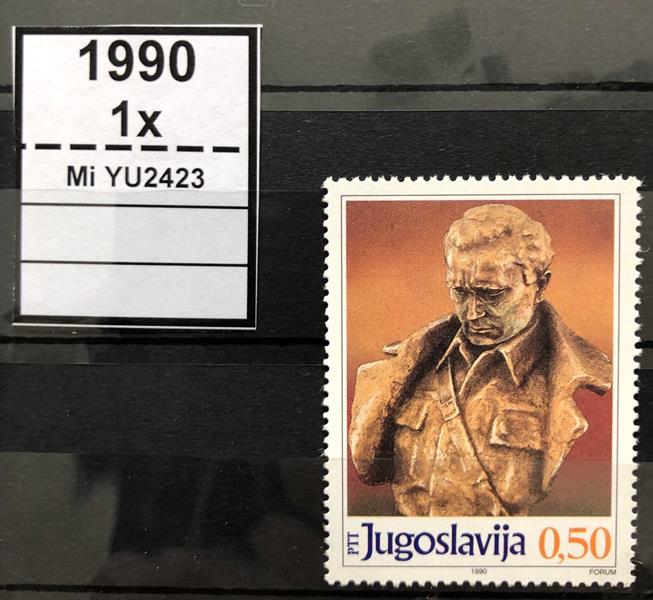 1990
1x
Mi YU2423
PTT Jugoslavija 0,50
1990 FORUM